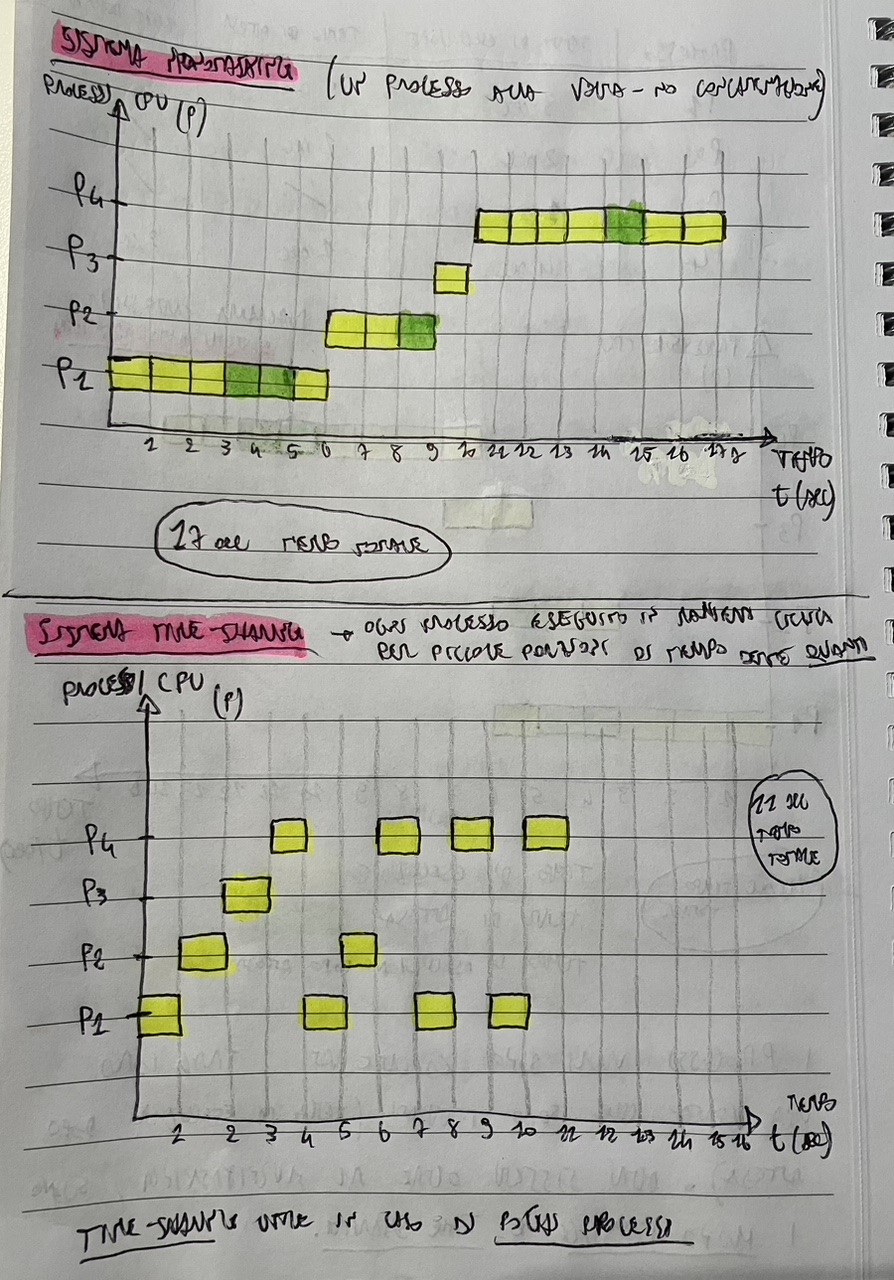 SISTEMA MONOTASKING (UN PROCESSO ALLA VOLTA - NO
PROCESSI CPU (P)
P4
P3
P2
P1
1 2 3 4 5 6 7 8 9 10 11 12 13 14 15 16 17
TEMPO
t (sec)
17 sec TEMPO TOTALE
SISTEMA TIME-SHARING → OGNI PROCESSO ESEGUITO IN MANIERA CICLICA
PER PICCOLE PORZIONI DI TEMPO DETTE QUANTI
PROCESSI CPU (P)
P4
11 SEC
TEMPO
TOTALE
P3
P2
P1
TEMPO
1 2 3 4 5 6 7 8 9 10 11 12 13 14 15 16 t (sec)
TIME-SHARING UTILE IN CASO DI PROCESSI